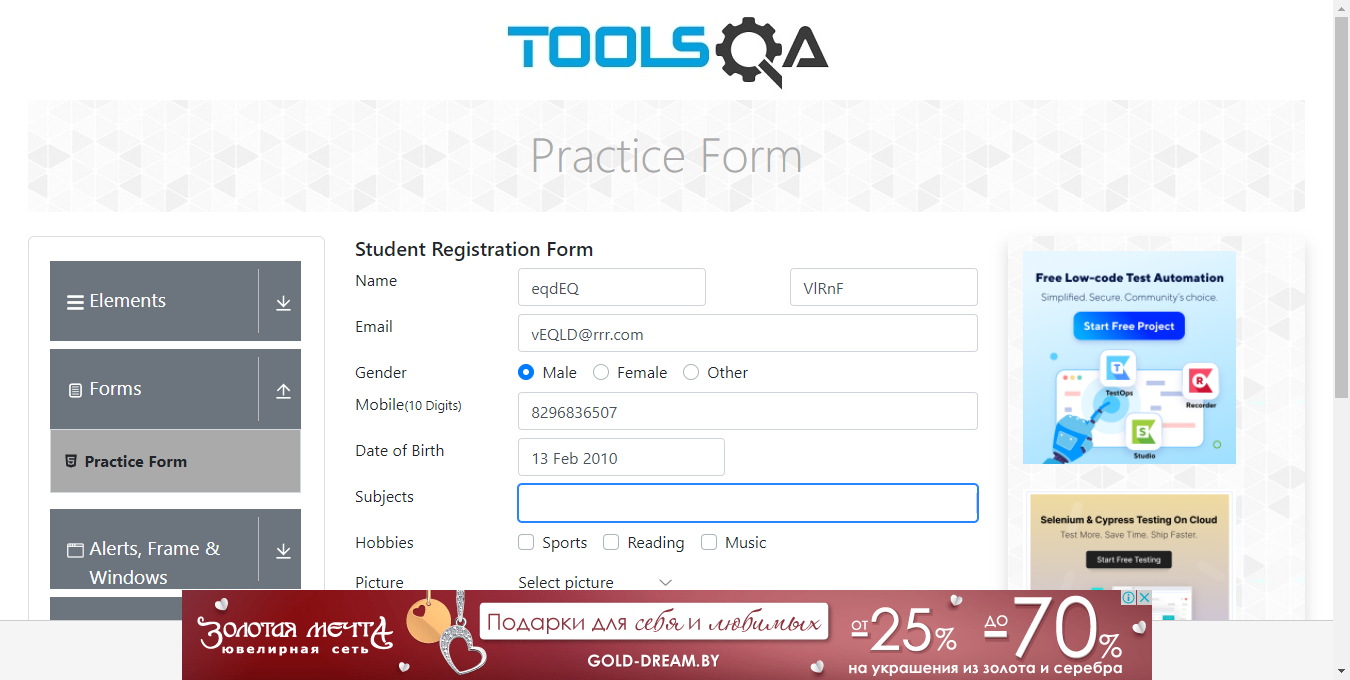 TOOLSQA
Practice Form
Elements
Forms
Practice Form
Alerts, Frame &
Windows
Student Registration Form
Name
eqdEQ
VlRnF
Email
vEQLD@rrr.com
Gender
Male
Female
Other
Mobile(10 Digits)
8296836507
Date of Birth
13 Feb 2010
Subjects
Hobbies
Sports
Reading
Music
Picture
Select picture
Free Low-code Test Automation
Simplified. Secure. Community's choice.
Start Free Project
T
TestOps
R
Recorder
S
Studio
Selenium & Cypress Testing On Cloud
Test More. Save Time. Ship Faster.
Start Free Testing
Золотая мечта
ювелирная сеть
Подарки для себя и любимых
GOLD-DREAM.BY
от -25% до -70%
на украшения из золота и серебра